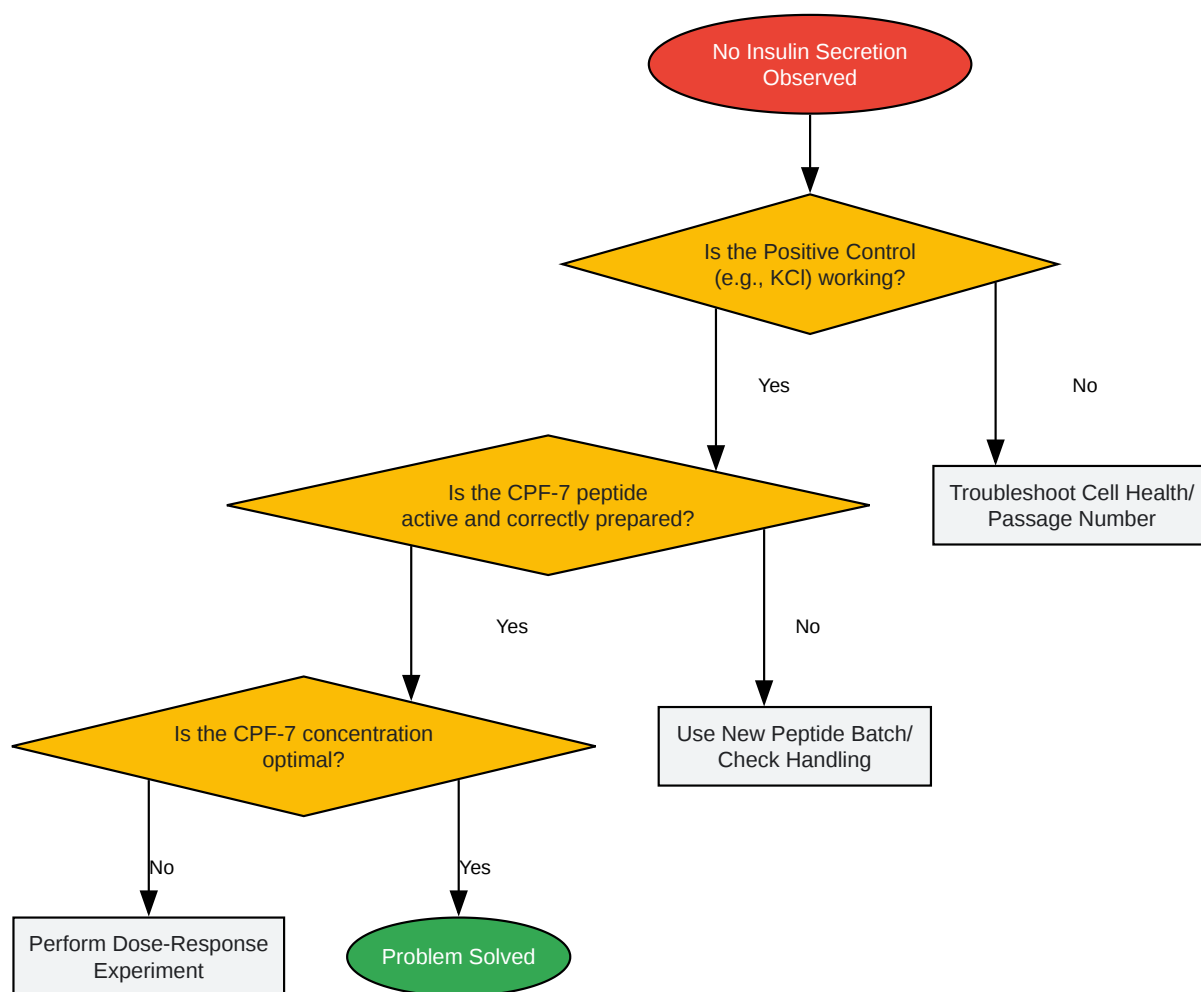 No Insulin Secretion
Observed
Is the Positive Control
(e.g., KCl) working?
Yes
No
Is the CPF-7 peptide
active and correctly prepared?
Troubleshoot Cell Health/
Passage Number
Yes
No
Is the CPF-7 concentration
optimal?
Use New Peptide Batch/
Check Handling
No
Yes
Perform Dose-Response
Experiment
Problem Solved